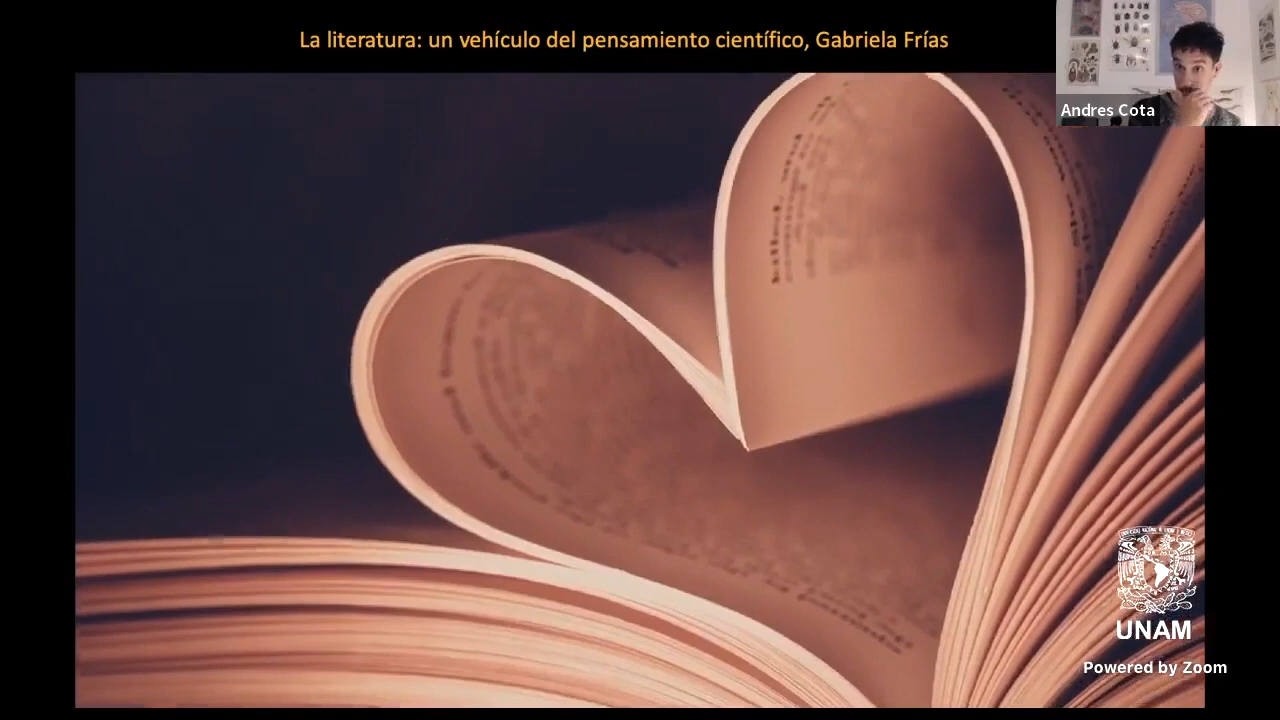 La literatura: un vehículo del pensamiento científico, Gabriela Frías
Andres Cota
UNAM
Powered by Zoom